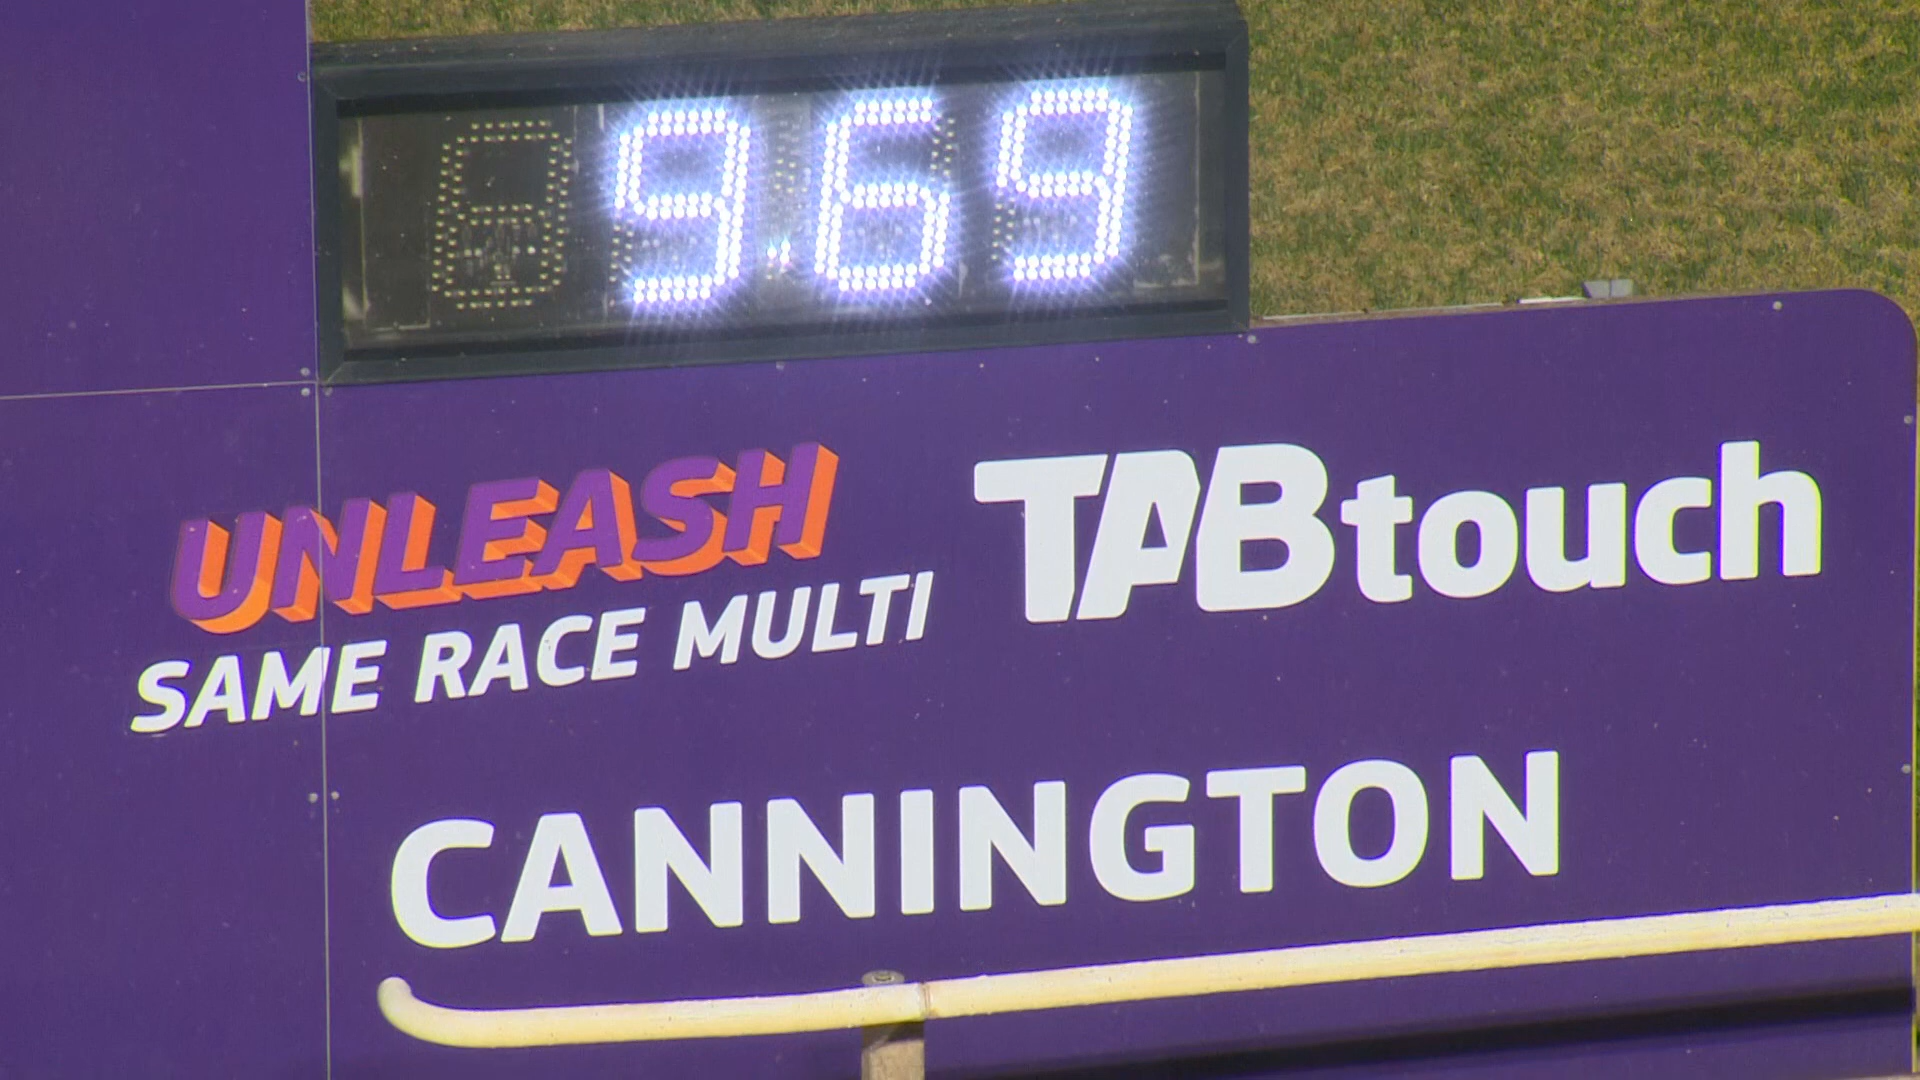 9.69
UNLEASH
SAME RACE MULTI
TABtouch
CANNINGTON